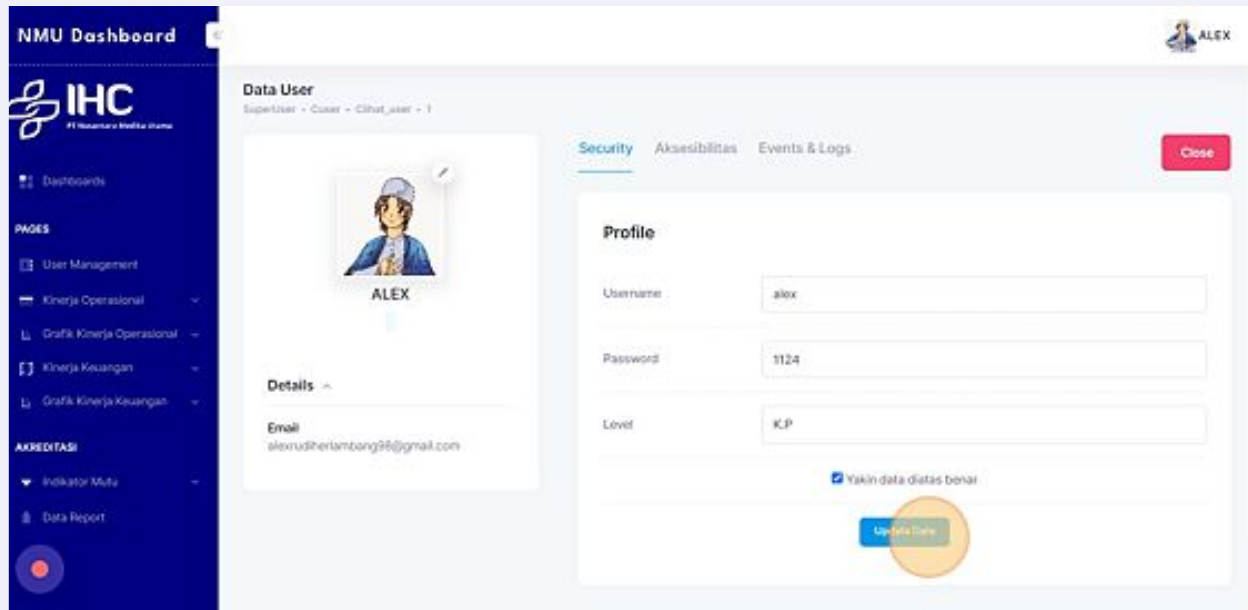 NMU Dashboard
ALEX
IHC
PT Nusantara Medika Utama
Data User
SuperUser - Cuser - Clihat_user - 1
Security Aksesibilitas Events & Logs
Close
Dashboards
PAGES
User Management
Kinerja Operasional
Grafik Kinerja Operasional
Kinerja Keuangan
Grafik Kinerja Keuangan
AKREDITASI
Indikator Mutu
Data Report
ALEX
Details
Email
alexrudiherlambang98@gmail.com
Profile
Username alex
Password 1124
Level K.P
Yakin data diatas benar
Update Data